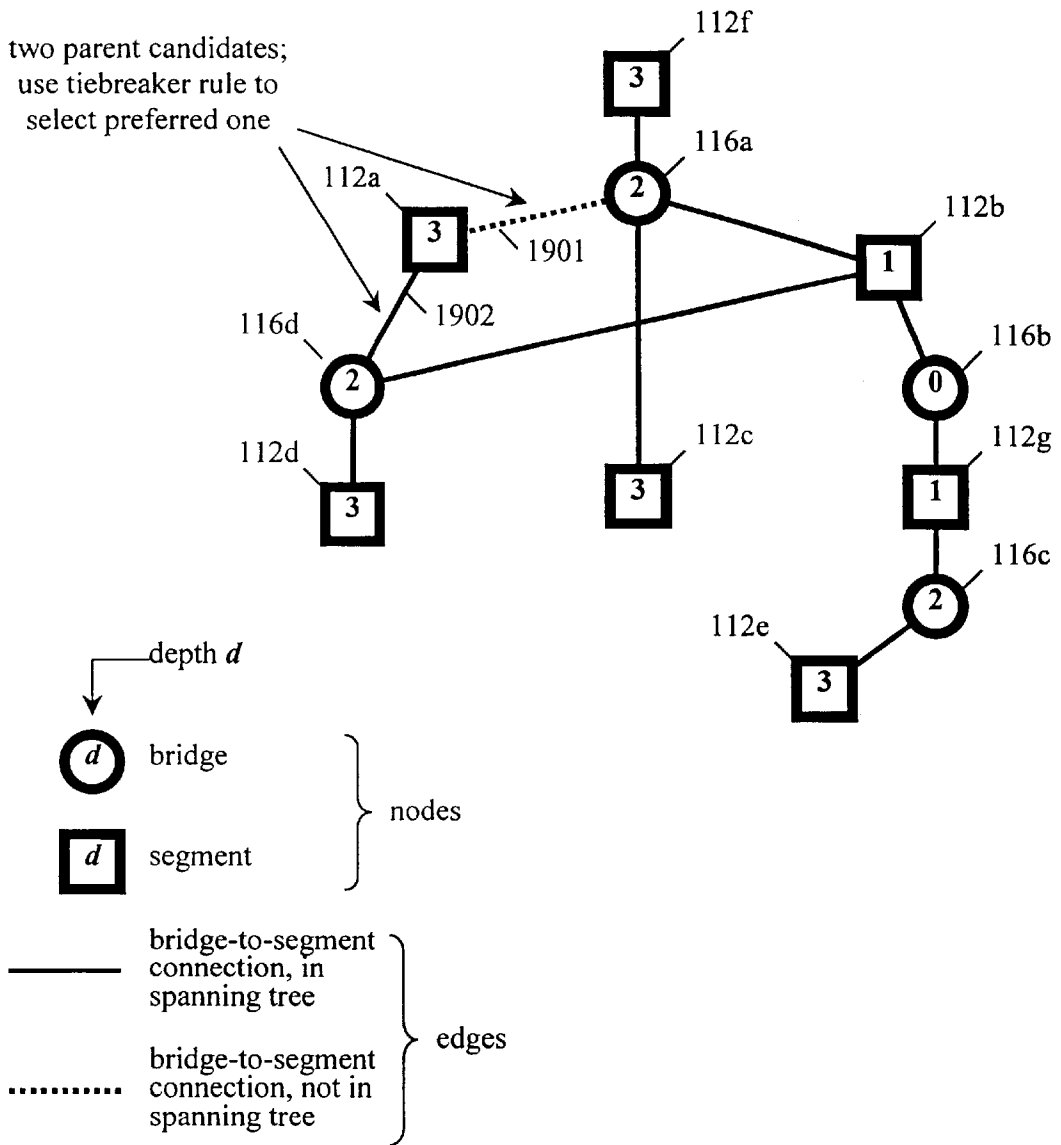 two parent candidates;
use tiebreaker rule to
select preferred one
112f
3
116a
2
112a
3
1901
112b
1
1902
116d
2
116b
0
112d
3
112c
3
112g
1
116c
2
112e
3
depth d
d bridge
nodes
d segment
bridge-to-segment
connection, in
spanning tree
edges
bridge-to-segment
connection, not in
spanning tree